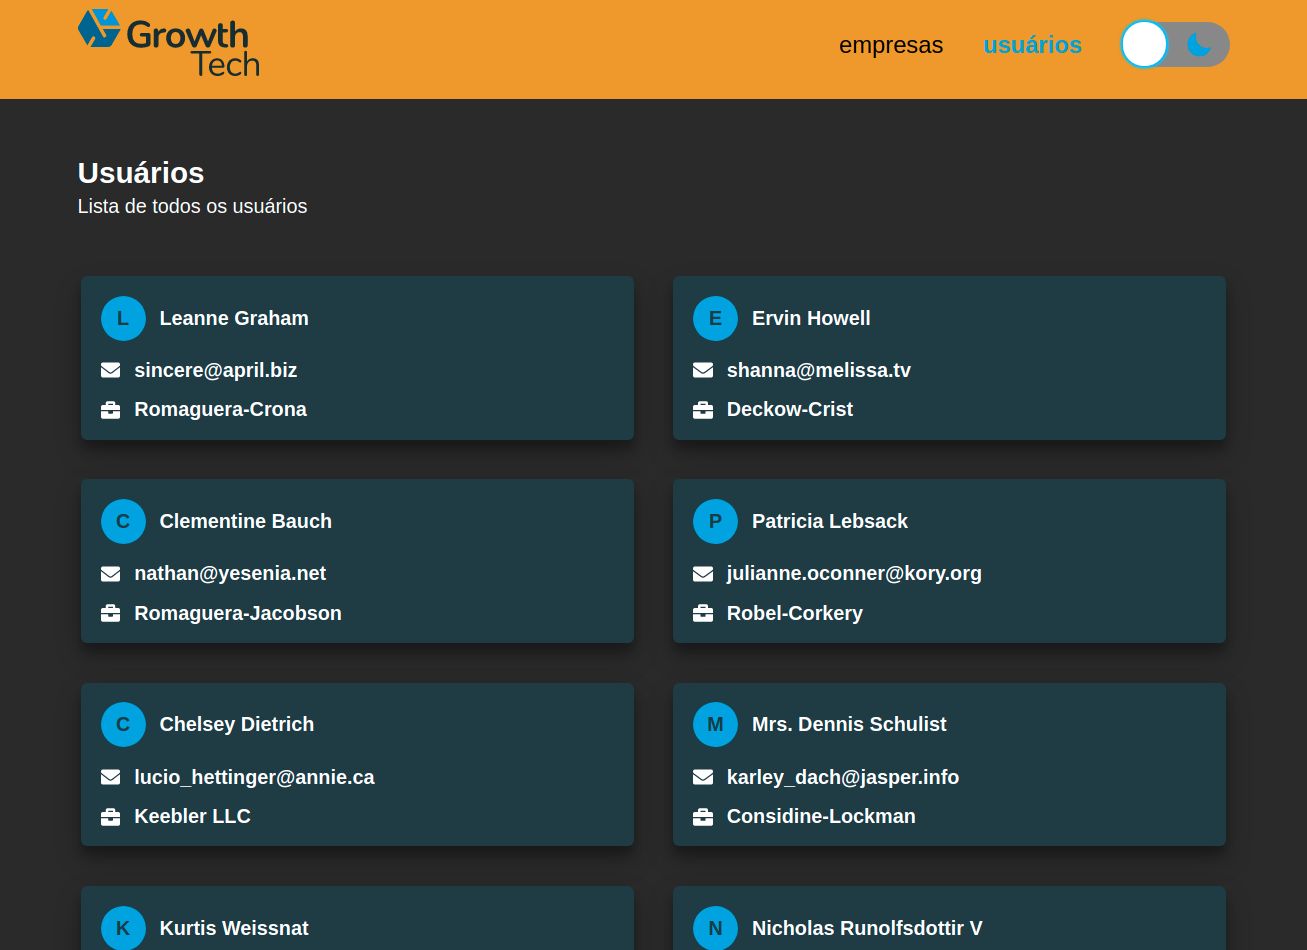 Growth
Tech
empresas
usuários
Usuários
Lista de todos os usuários
L
Leanne Graham
sincere@april.biz
Romaguera-Crona
E
Ervin Howell
shanna@melissa.tv
Deckow-Crist
C
Clementine Bauch
nathan@yesenia.net
Romaguera-Jacobson
P
Patricia Lebsack
julianne.oconner@kory.org
Robel-Corkery
C
Chelsey Dietrich
lucio_hettinger@annie.ca
Keebler LLC
M
Mrs. Dennis Schulist
karley_dach@jasper.info
Considine-Lockman
K
Kurtis Weissnat
N
Nicholas Runolfsdottir V